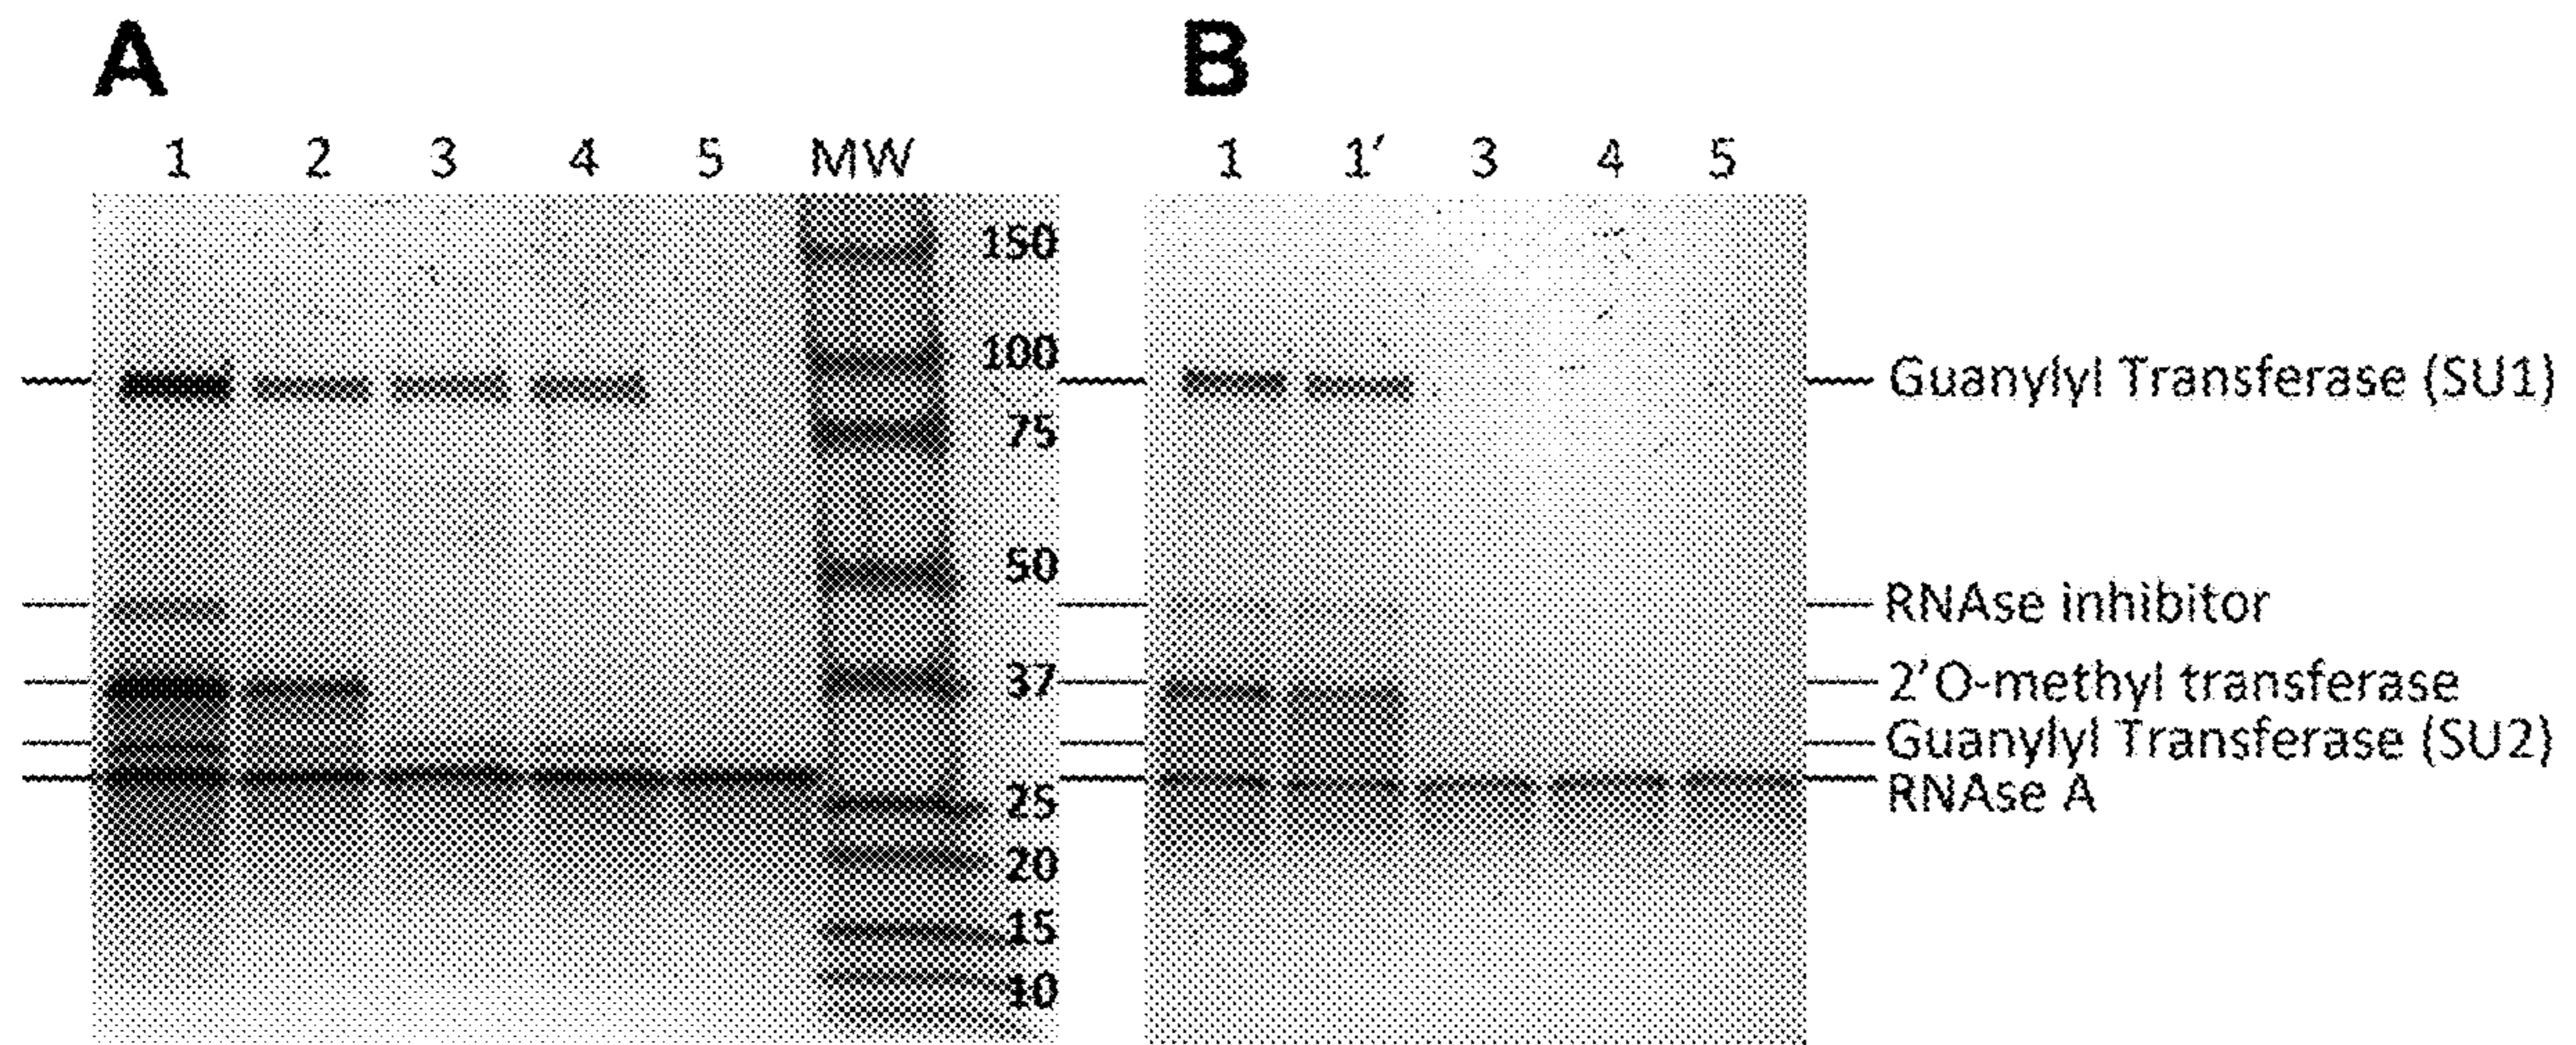 A
B
1 2 3 4 5 MW
1 1′ 3 4 5
150
100
75
50
37
25
20
15
10
Guanylyl Transferase (SU1)
RNAse inhibitor
2'O-methyl transferase
Guanylyl Transferase (SU2)
RNAse A